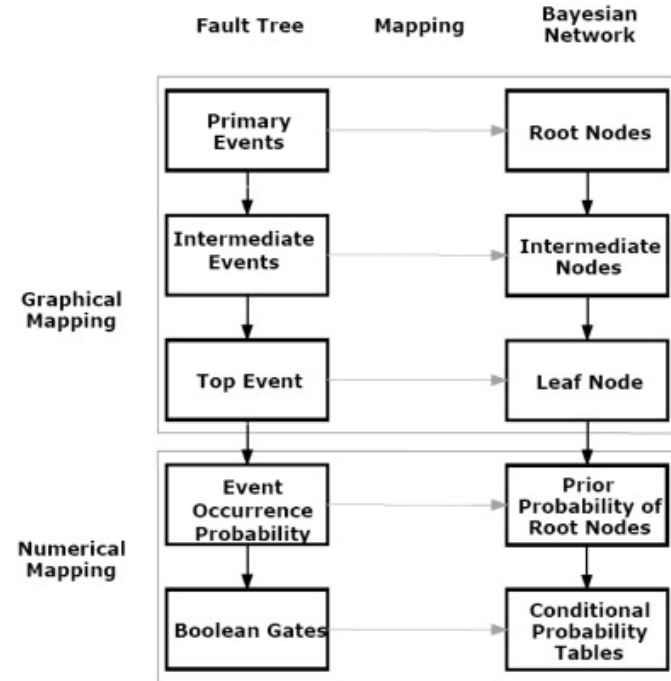 Fault Tree
Mapping
Bayesian
Network
Primary
Events
Root Nodes
Intermediate
Events
Intermediate
Nodes
Graphical
Mapping
Top Event
Leaf Node
Event
Occurrence
Probability
Prior
Probability of
Root Nodes
Numerical
Mapping
Boolean Gates
Conditional
Probability
Tables